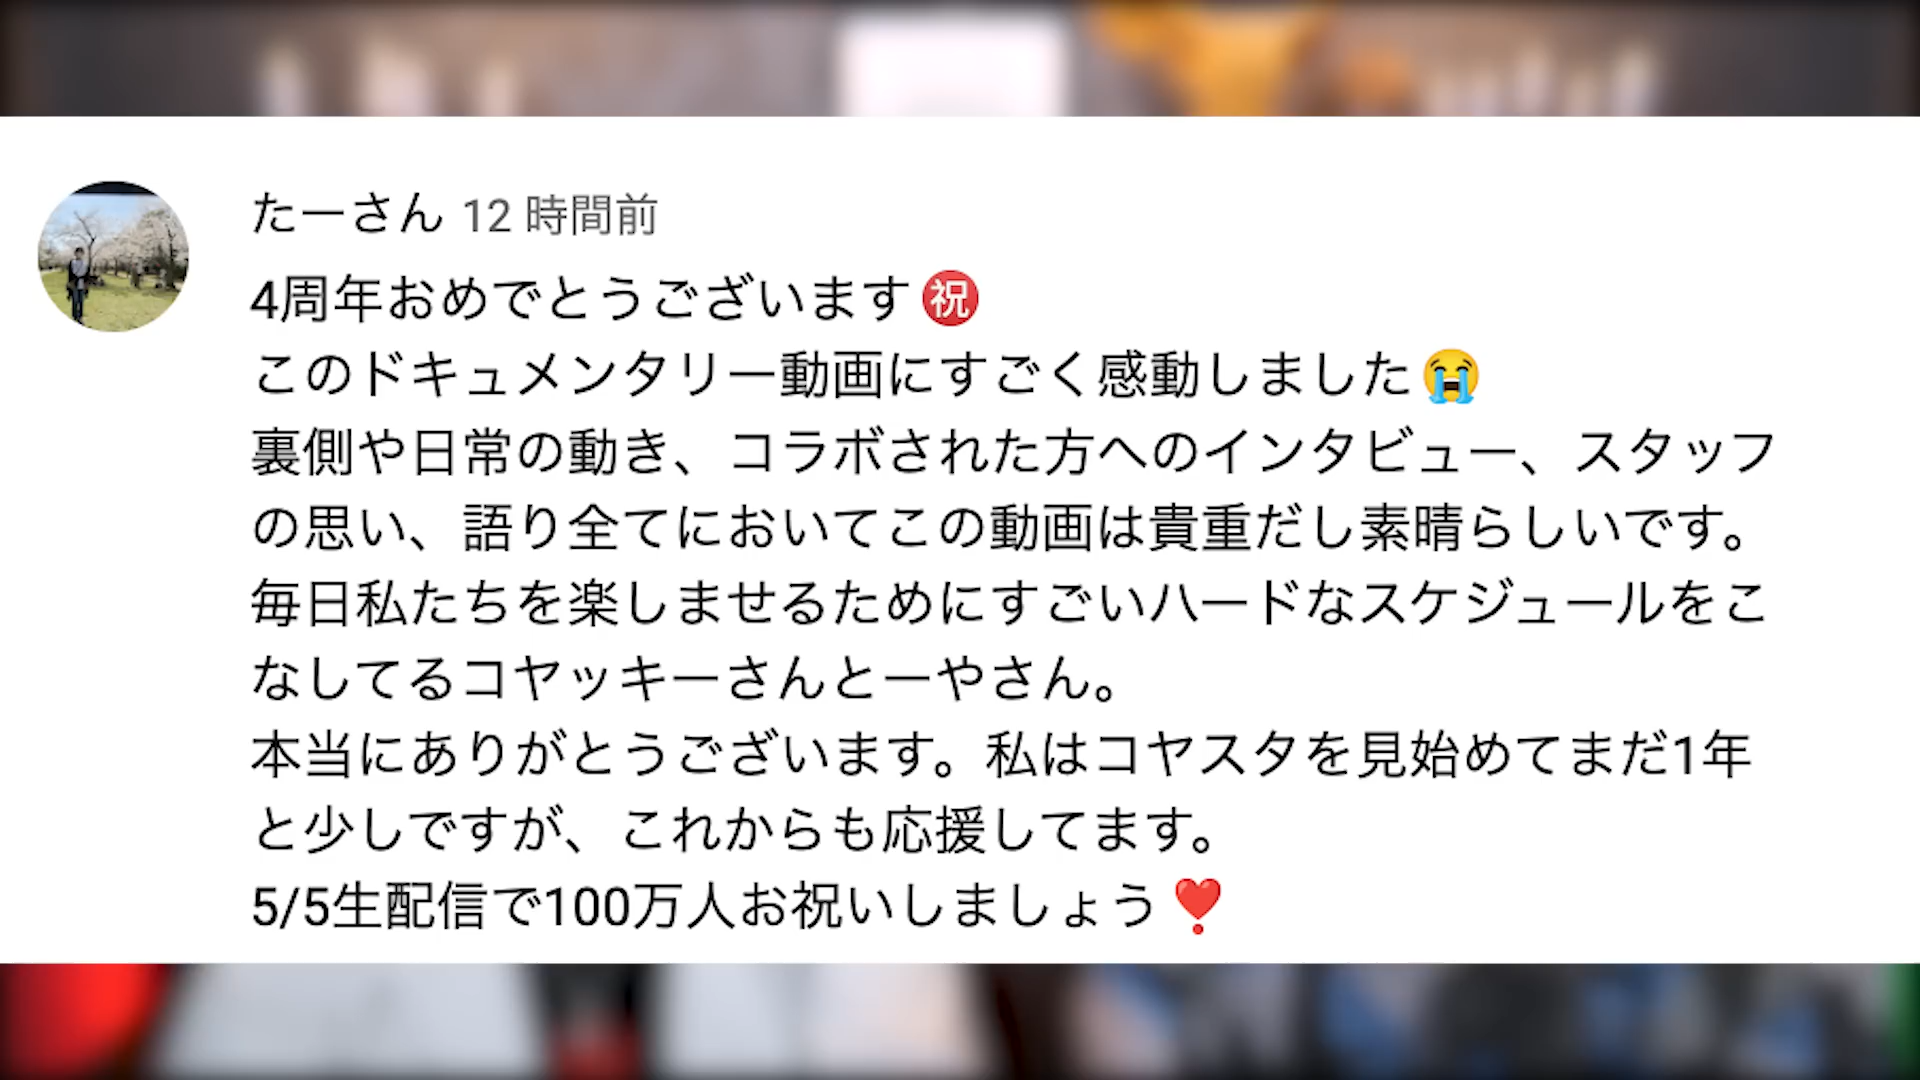 たーさん 12 時間前
4周年おめでとうございます㊗️
このドキュメンタリー動画にすごく感動しました😭
裏側や日常の動き、コラボされた方へのインタビュー、スタッフ
の思い、語り全てにおいてこの動画は貴重だし素晴らしいです。
毎日私たちを楽しませるためにすごいハードなスケジュールをこ
なしてるコヤッキーさんとーやさん。
本当にありがとうございます。私はコヤスタを見始めてまだ1年
と少しですが、これからも応援してます。
5/5生配信で100万人お祝いしましょう❣️